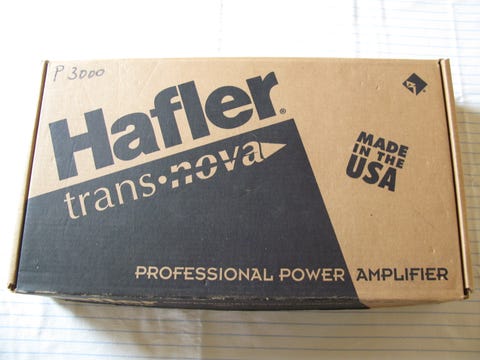 P 3000
Hafler®
trans•nova
MADE
IN THE
USA
PROFESSIONAL POWER AMPLIFIER